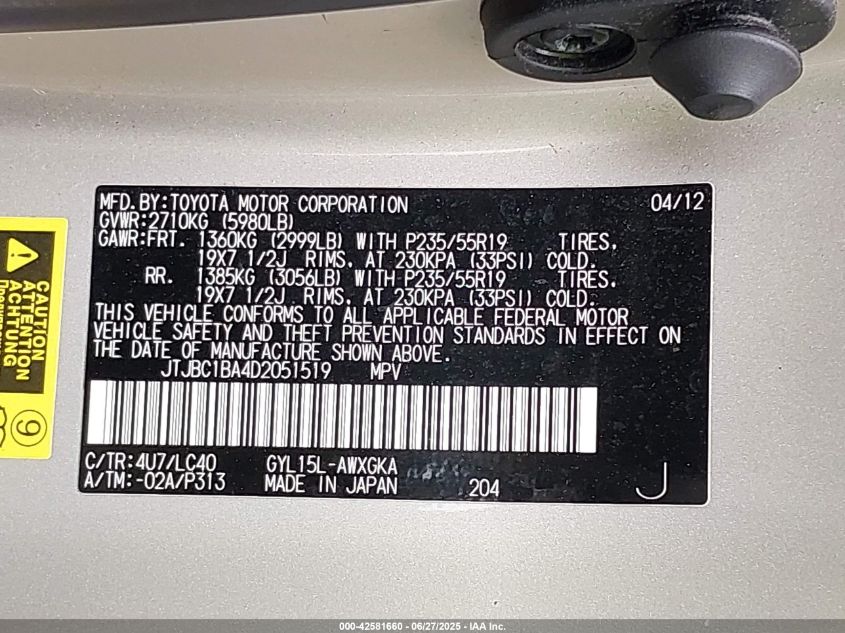 MFD.BY:TOYOTA MOTOR CORPORATION 04/12
GVWR:2710KG (5980LB)
GAWR:FRT. 1360KG (2999LB) WITH P235/55R19 TIRES,
19X7 1/2J RIMS, AT 230KPA (33PSI) COLD.
RR. 1385KG (3056LB) WITH P235/55R19 TIRES,
19X7 1/2J RIMS, AT 230KPA (33PSI) COLD.
THIS VEHICLE CONFORMS TO ALL APPLICABLE FEDERAL MOTOR
VEHICLE SAFETY AND THEFT PREVENTION STANDARDS IN EFFECT ON
THE DATE OF MANUFACTURE SHOWN ABOVE.
JTJBC1BA4D2051519 MPV
C/TR:4U7/LC40 GYL15L-AWXGKA
A/TM:-02A/P313 MADE IN JAPAN 204 J
CAUTION
ATTENTION
ACHTUNG
9
000-42581660 - 06/27/2025 - IAA Inc.